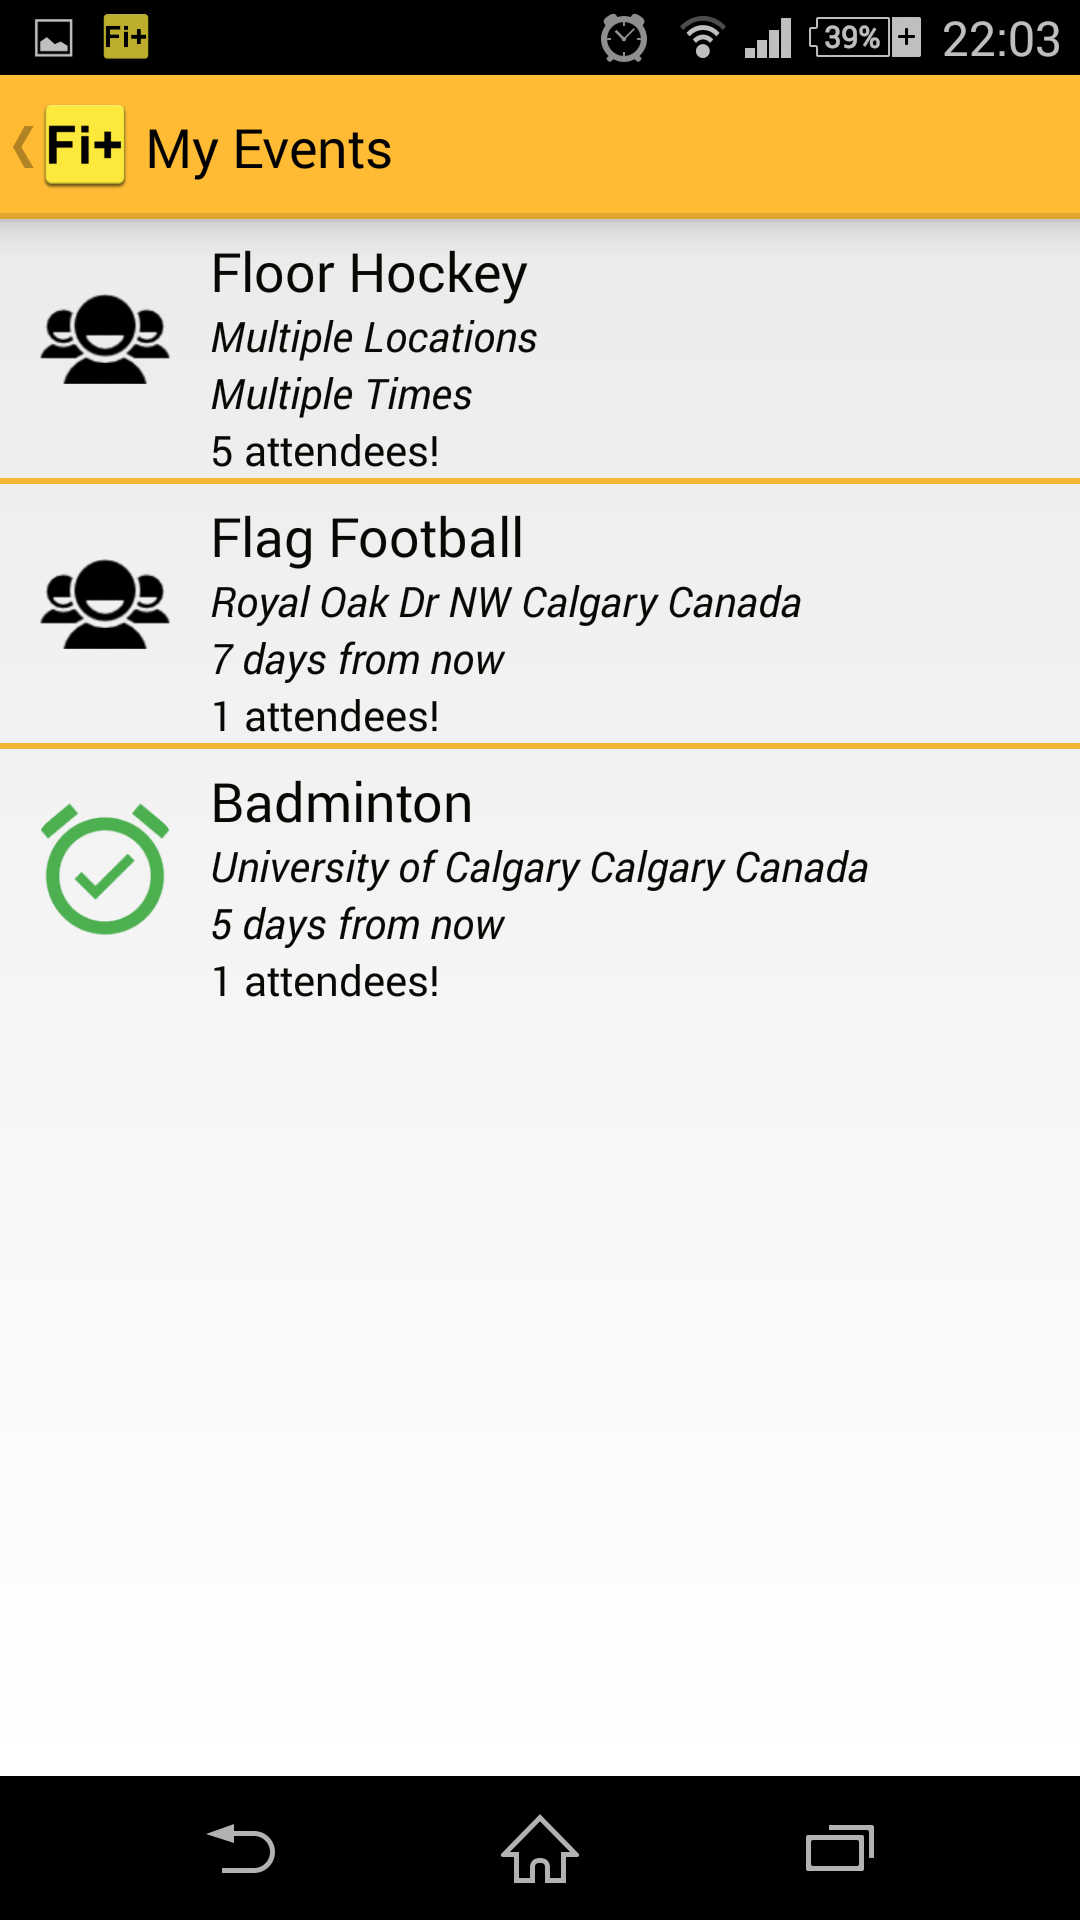 Fi+ 39% 22:03
Fi+ My Events
Floor Hockey
Multiple Locations
Multiple Times
5 attendees!
Flag Football
Royal Oak Dr NW Calgary Canada
7 days from now
1 attendees!
Badminton
University of Calgary Calgary Canada
5 days from now
1 attendees!